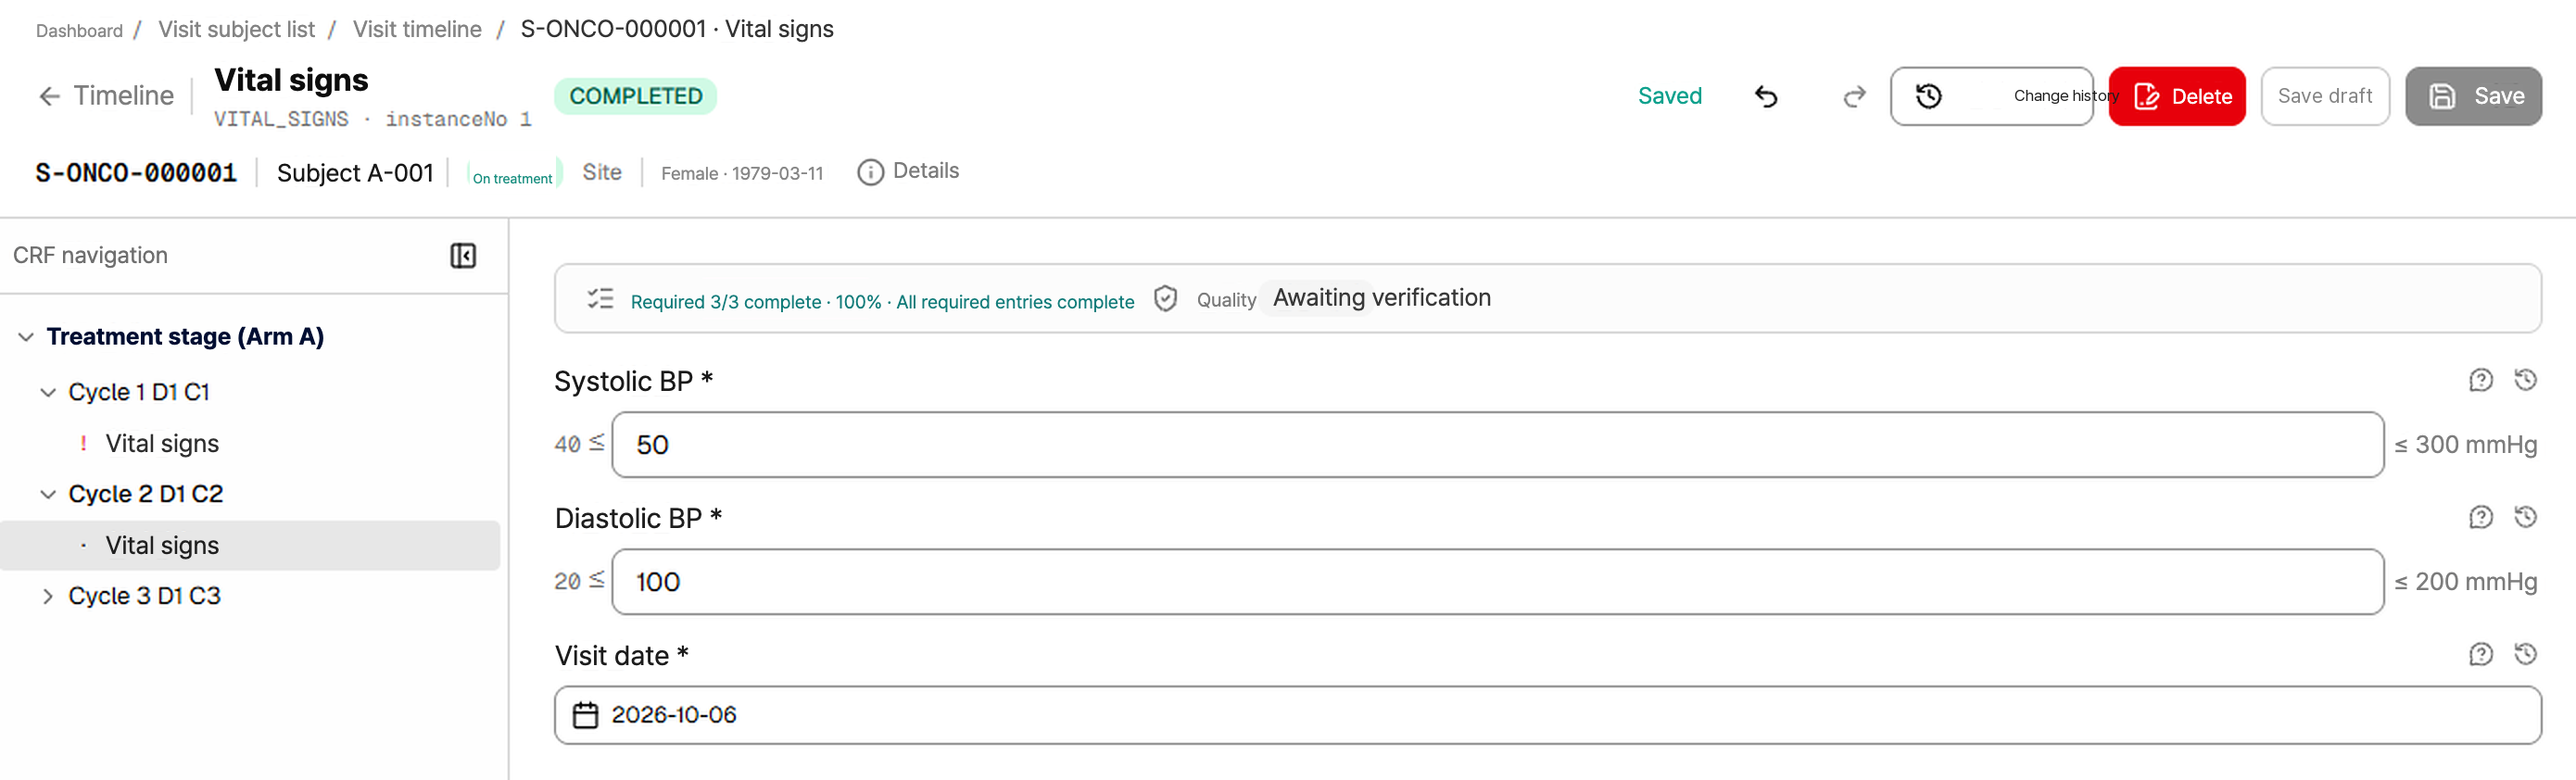 Dashboard / Visit subject list / Visit timeline / S-ONCO-000001 · Vital signs
Timeline
Vital signs
VITAL_SIGNS · instanceNo 1
COMPLETED
Saved
Change history
Delete
Save draft
Save
S-ONCO-000001
Subject A-001
On treatment
Site
Female · 1979-03-11
Details
CRF navigation
Treatment stage (Arm A)
Cycle 1 D1 C1
! Vital signs
Cycle 2 D1 C2
· Vital signs
Cycle 3 D1 C3
Required 3/3 complete · 100% · All required entries complete
Quality Awaiting verification
Systolic BP *
40 ≤ 50 ≤ 300 mmHg
Diastolic BP *
20 ≤ 100 ≤ 200 mmHg
Visit date *
2026-10-06